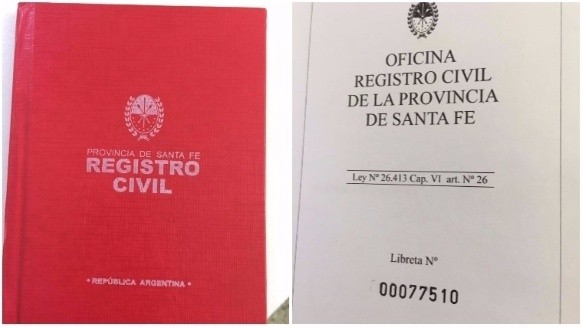 PROVINCIA DE SANTA FE
REGISTRO
CIVIL
• REPÚBLICA ARGENTINA •
OFICINA
REGISTRO CIVIL
DE LA PROVINCIA
DE SANTA FE
Ley Nº 26.413 Cap. VI art. Nº 26
Libreta Nº
00077510